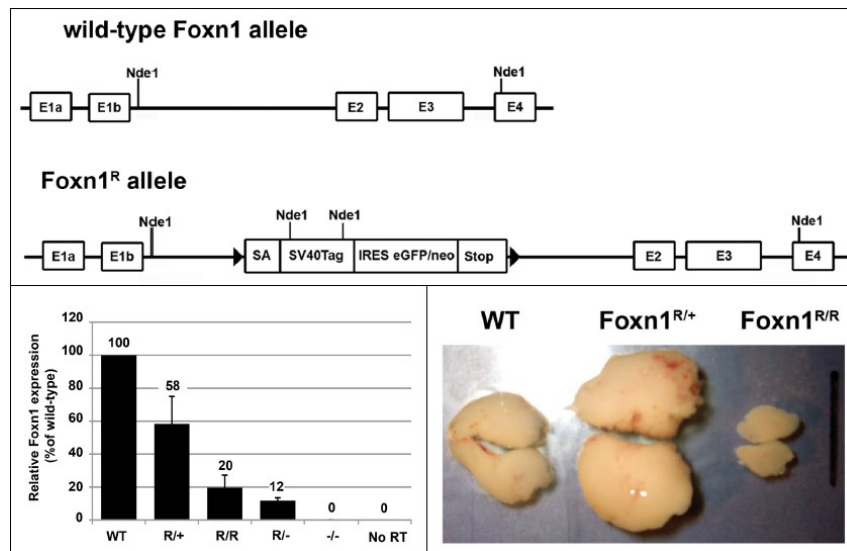 wild-type Foxn1 allele
Nde1 Nde1
E1a E1b E2 E3 E4
Foxn1R allele
Nde1 Nde1 Nde1 Nde1
E1a E1b SA SV40Tag IRES eGFP/neo Stop E2 E3 E4
Relative Foxn1 expression
(%of wild-type)
120
100
80
60
40
20
0
100
58
20
12
0
0
WT R/+ R/R R/- -/- No RT
WT Foxn1R/+ Foxn1R/R